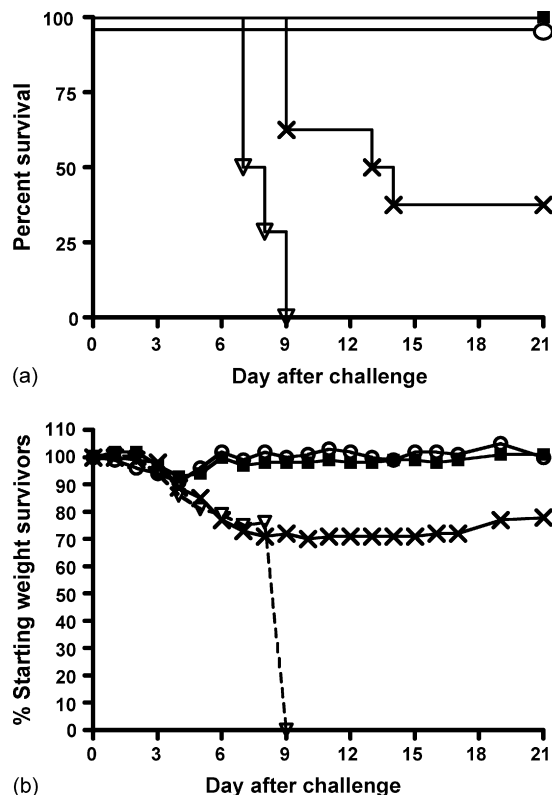 100
75
50
25
0
Percent survival
0 3 6 9 12 15 18 21
(a)
Day after challenge
110
100
90
80
70
60
50
40
30
20
10
0
% Starting weight survivors
0 3 6 9 12 15 18 21
(b)
Day after challenge